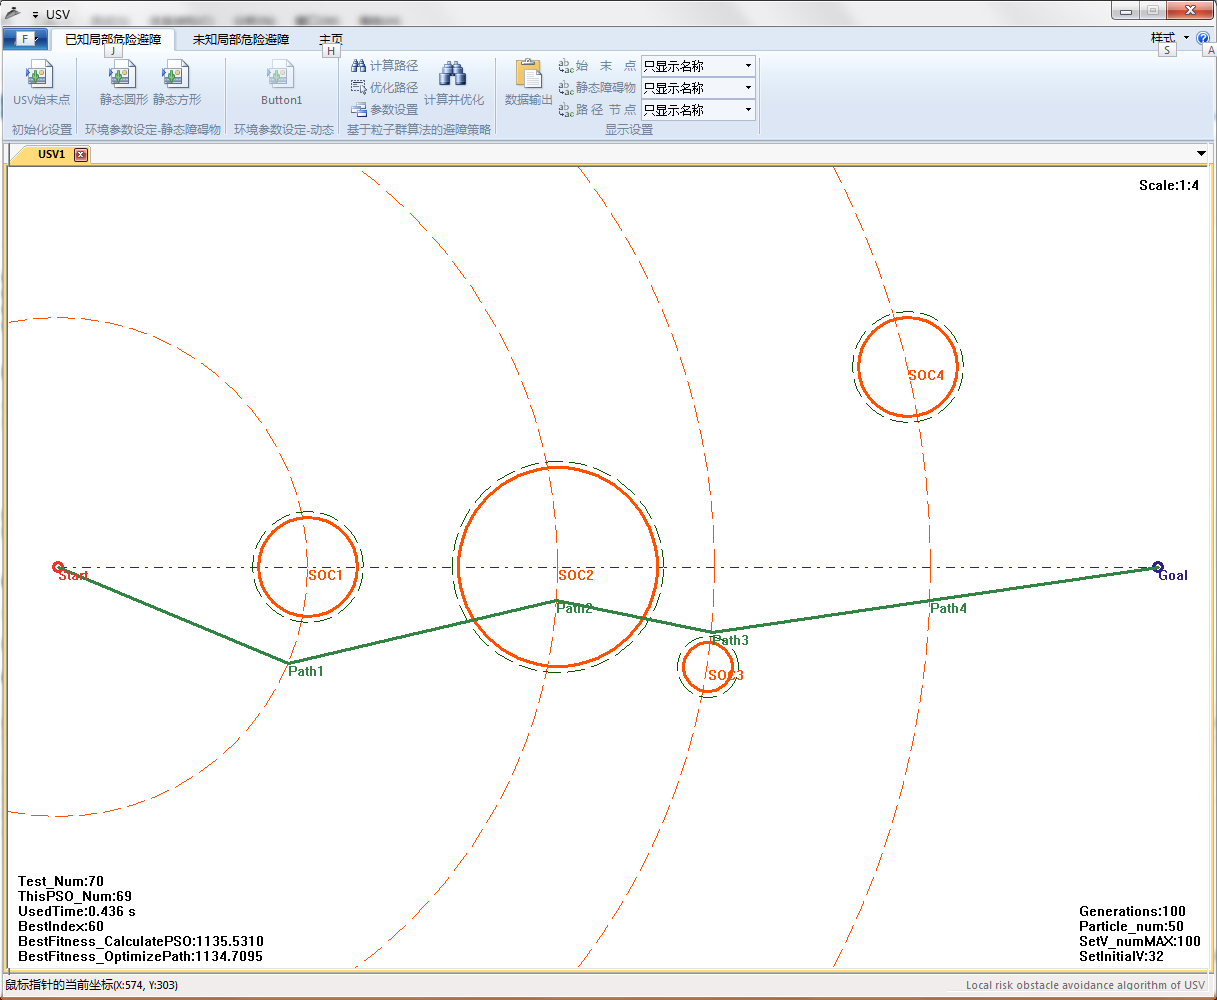 USV
F
已知局部危险避障
未知局部危险避障
主页
样式
J
H
S
A
USV始末点
静态圆形
静态方形
Button1
计算路径
优化路径
参数设置
计算并优化
数据输出
始 末 点
只显示名称
静态障碍物
只显示名称
路 径 节 点
只显示名称
初始化设置
环境参数设定-静态障碍物
环境参数设定-动态
基于粒子群算法的避障策略
显示设置
USV1
Scale:1:4
SOC4
Start
SOC1
SOC2
Goal
Path2
Path4
Path3
Path1
SOC3
Test_Num:70
ThisPSO_Num:69
UsedTime:0.436 s
BestIndex:60
BestFitness_CalculatePSO:1135.5310
BestFitness_OptimizePath:1134.7095
Generations:100
Particle_num:50
SetV_numMAX:100
SetInitialV:32
鼠标指针的当前坐标(X:574, Y:303)
Local risk obstacle avoidance algorithm of USV